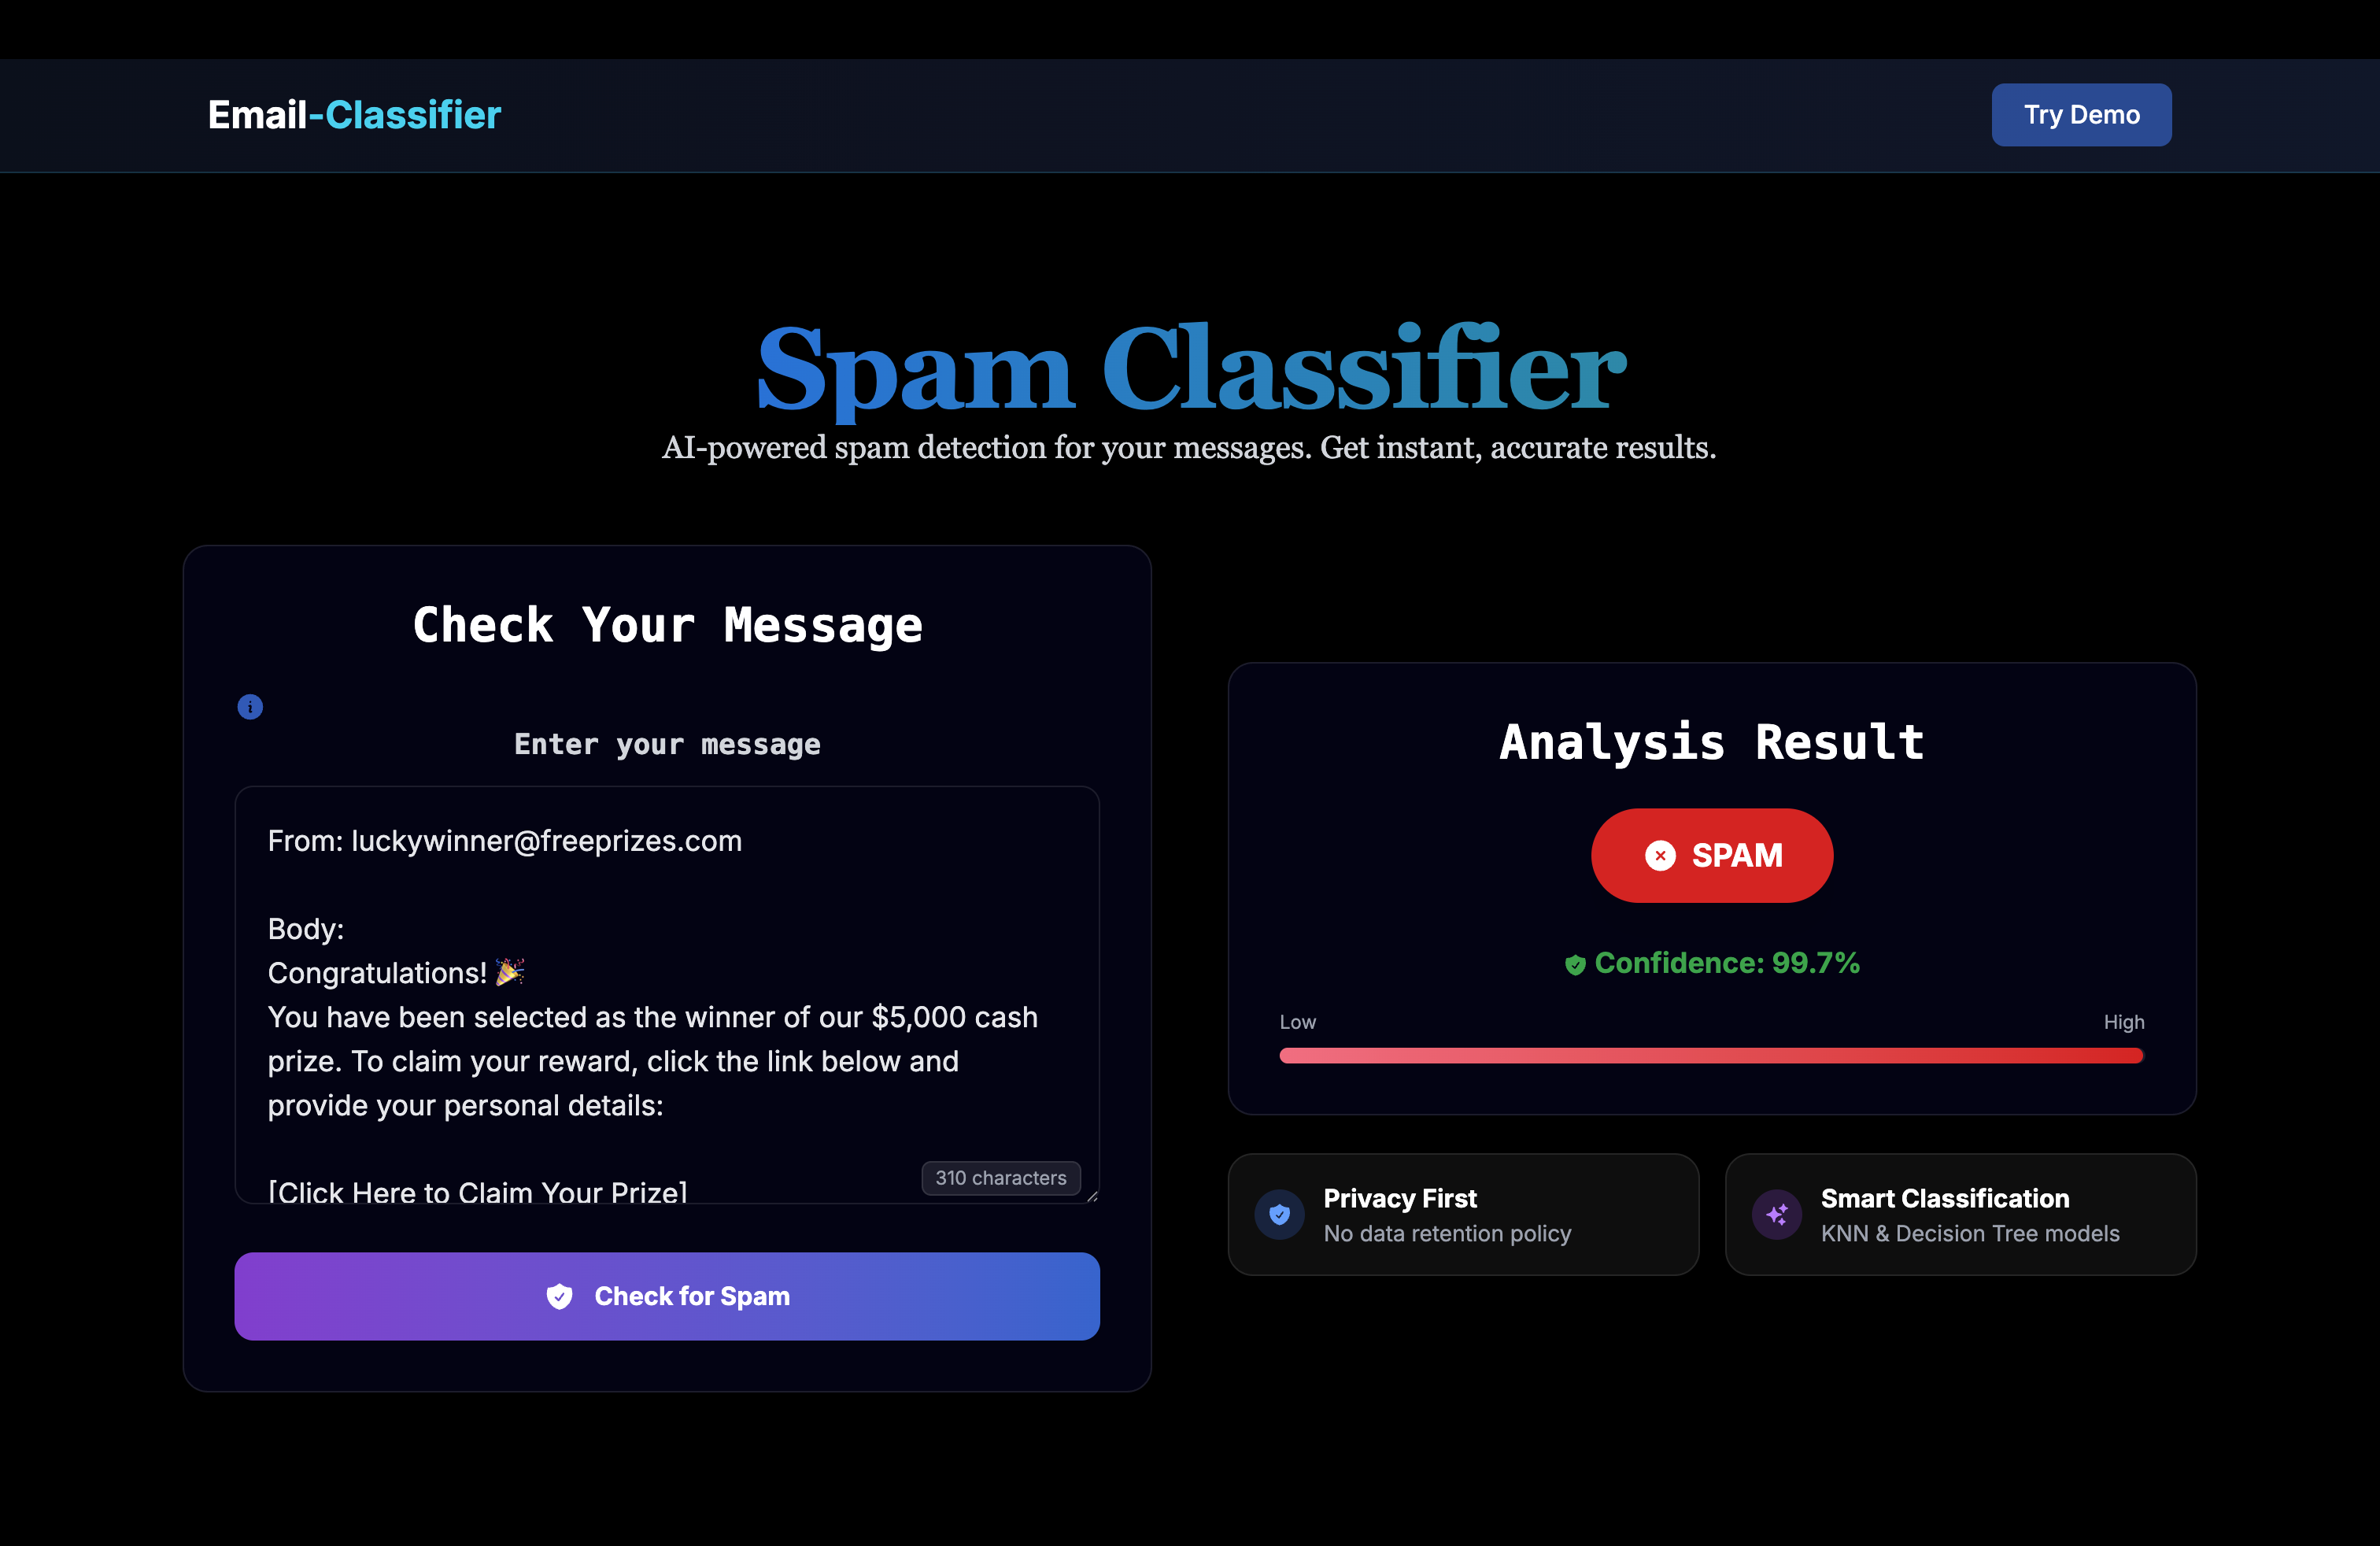 Email-Classifier
Try Demo
Spam Classifier
AI-powered spam detection for your messages. Get instant, accurate results.
Check Your Message
Enter your message
From: luckywinner@freeprizes.com
Body:
Congratulations! 🎉
You have been selected as the winner of our $5,000 cash
prize. To claim your reward, click the link below and
provide your personal details:
[Click Here to Claim Your Prize]
310 characters
Check for Spam
Analysis Result
SPAM
Confidence: 99.7%
Low
High
Privacy First
No data retention policy
Smart Classification
KNN & Decision Tree models